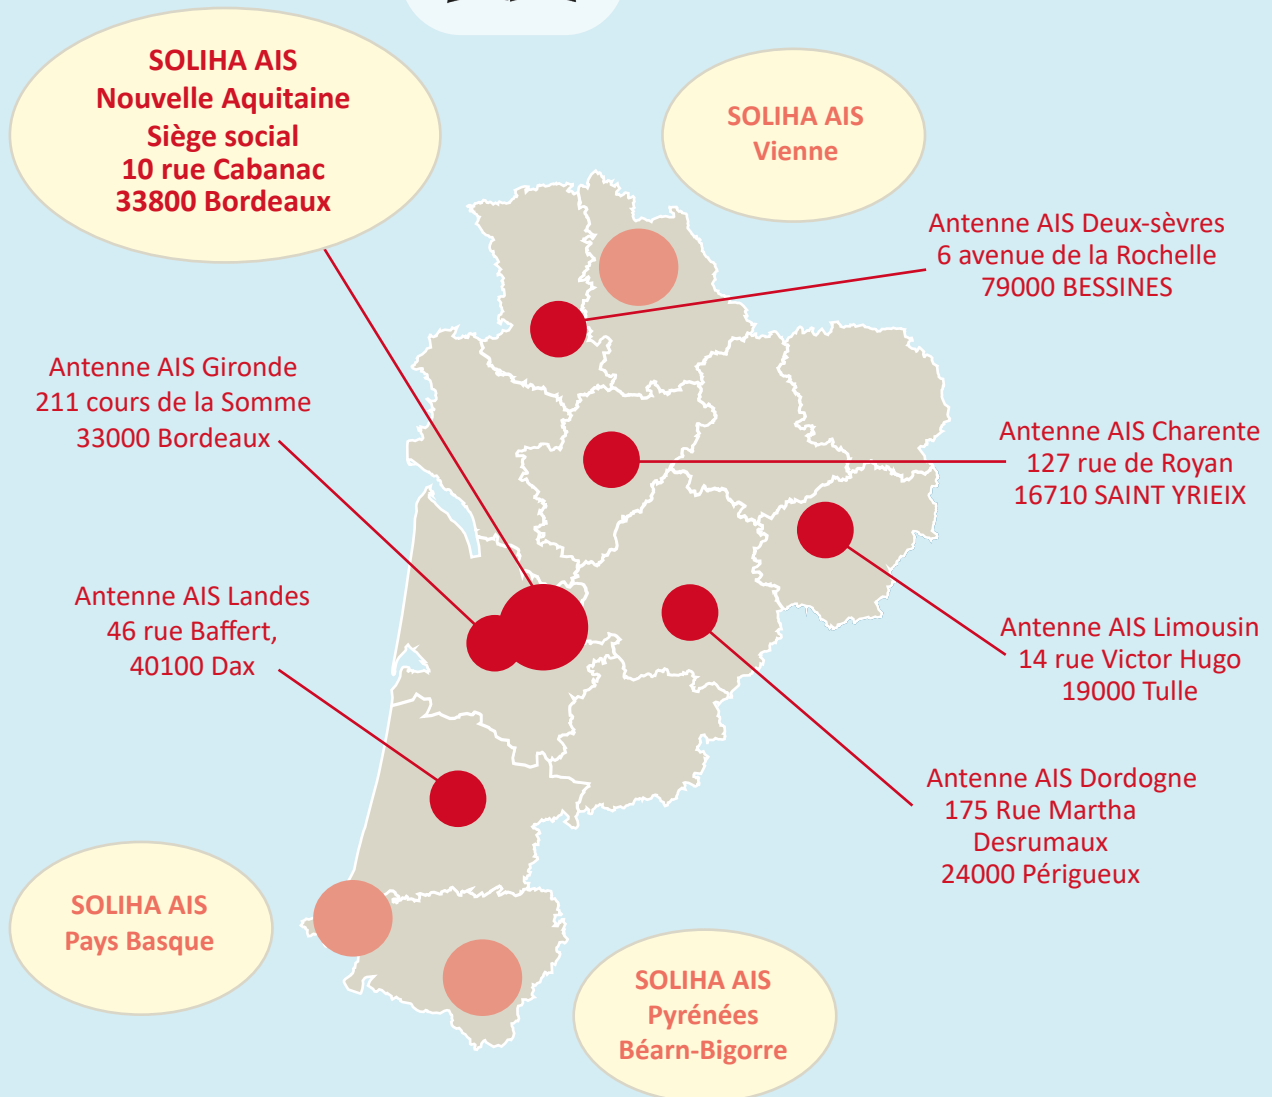 SOLIHA AIS
Nouvelle Aquitaine
Siège social
10 rue Cabanac
33800 Bordeaux
SOLIHA AIS
Vienne
Antenne AIS Deux-sèvres
6 avenue de la Rochelle
79000 BESSINES
Antenne AIS Gironde
211 cours de la Somme
33000 Bordeaux
Antenne AIS Charente
127 rue de Royan
16710 SAINT YRIEIX
Antenne AIS Landes
46 rue Baffert,
40100 Dax
Antenne AIS Limousin
14 rue Victor Hugo
19000 Tulle
Antenne AIS Dordogne
175 Rue Martha
Desrumaux
24000 Périgueux
SOLIHA AIS
Pays Basque
SOLIHA AIS
Pyrénées
Béarn-Bigorre